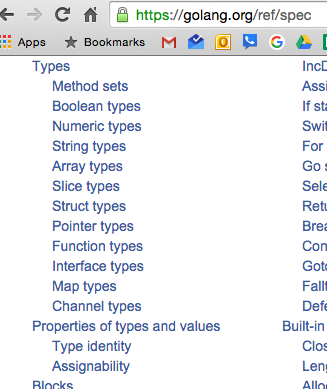 https://golang.org/ref/spec
Apps Bookmarks
Types
Method sets
Boolean types
Numeric types
String types
Array types
Slice types
Struct types
Pointer types
Function types
Interface types
Map types
Channel types
Properties of types and values
Type identity
Assignability
Blocks
IncD
Assi
If sta
Swit
For
Go s
Sele
Retu
Brea
Con
Goto
Fallt
Defe
Built-in
Clos
Leng
Alloc